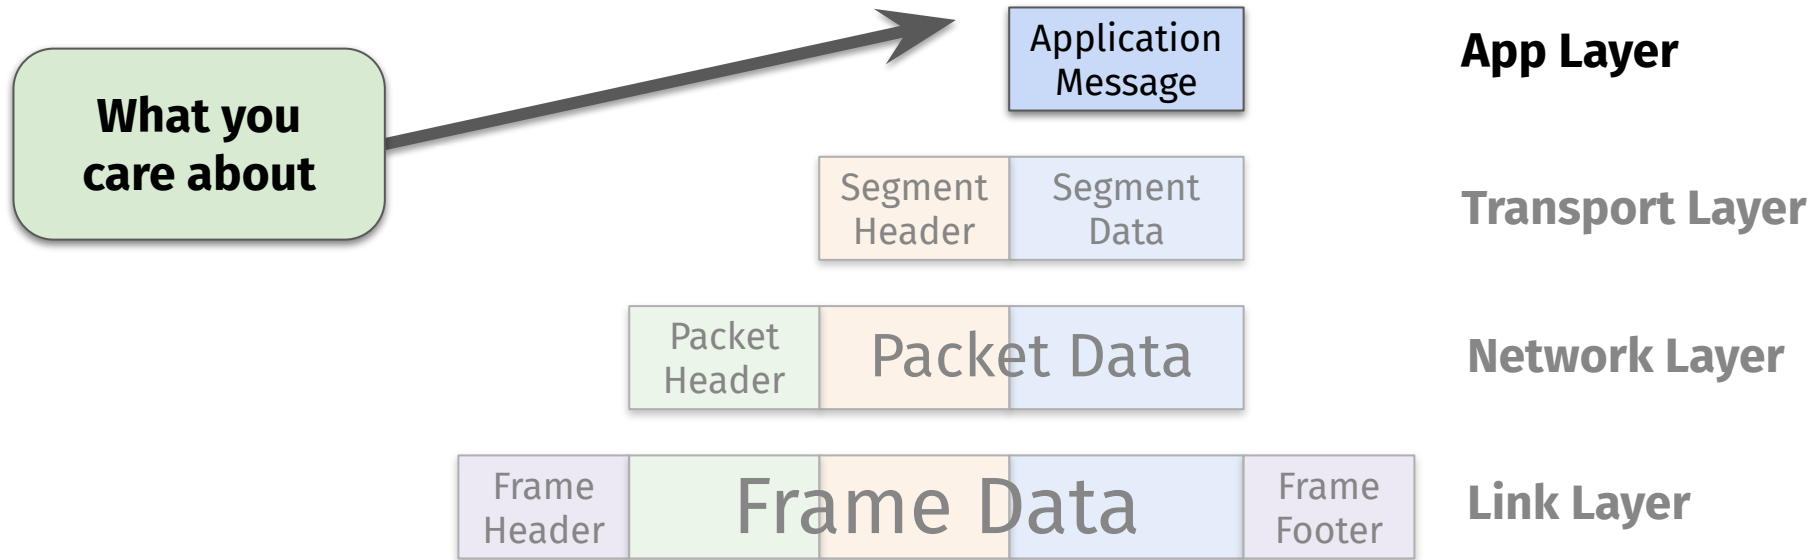 What you
care about
Application
Message
App Layer
Segment
Header
Segment
Data
Transport Layer
Packet
Header
Packet Data
Network Layer
Frame
Header
Frame Data
Frame
Footer
Link Layer